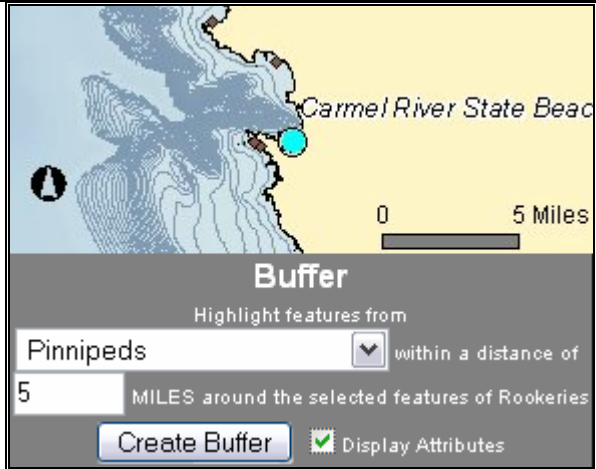 Carmel River State Beac
0 5 Miles
Buffer
Highlight features from
Pinnipeds within a distance of
5 MILES around the selected features of Rookeries
Create Buffer Display Attributes